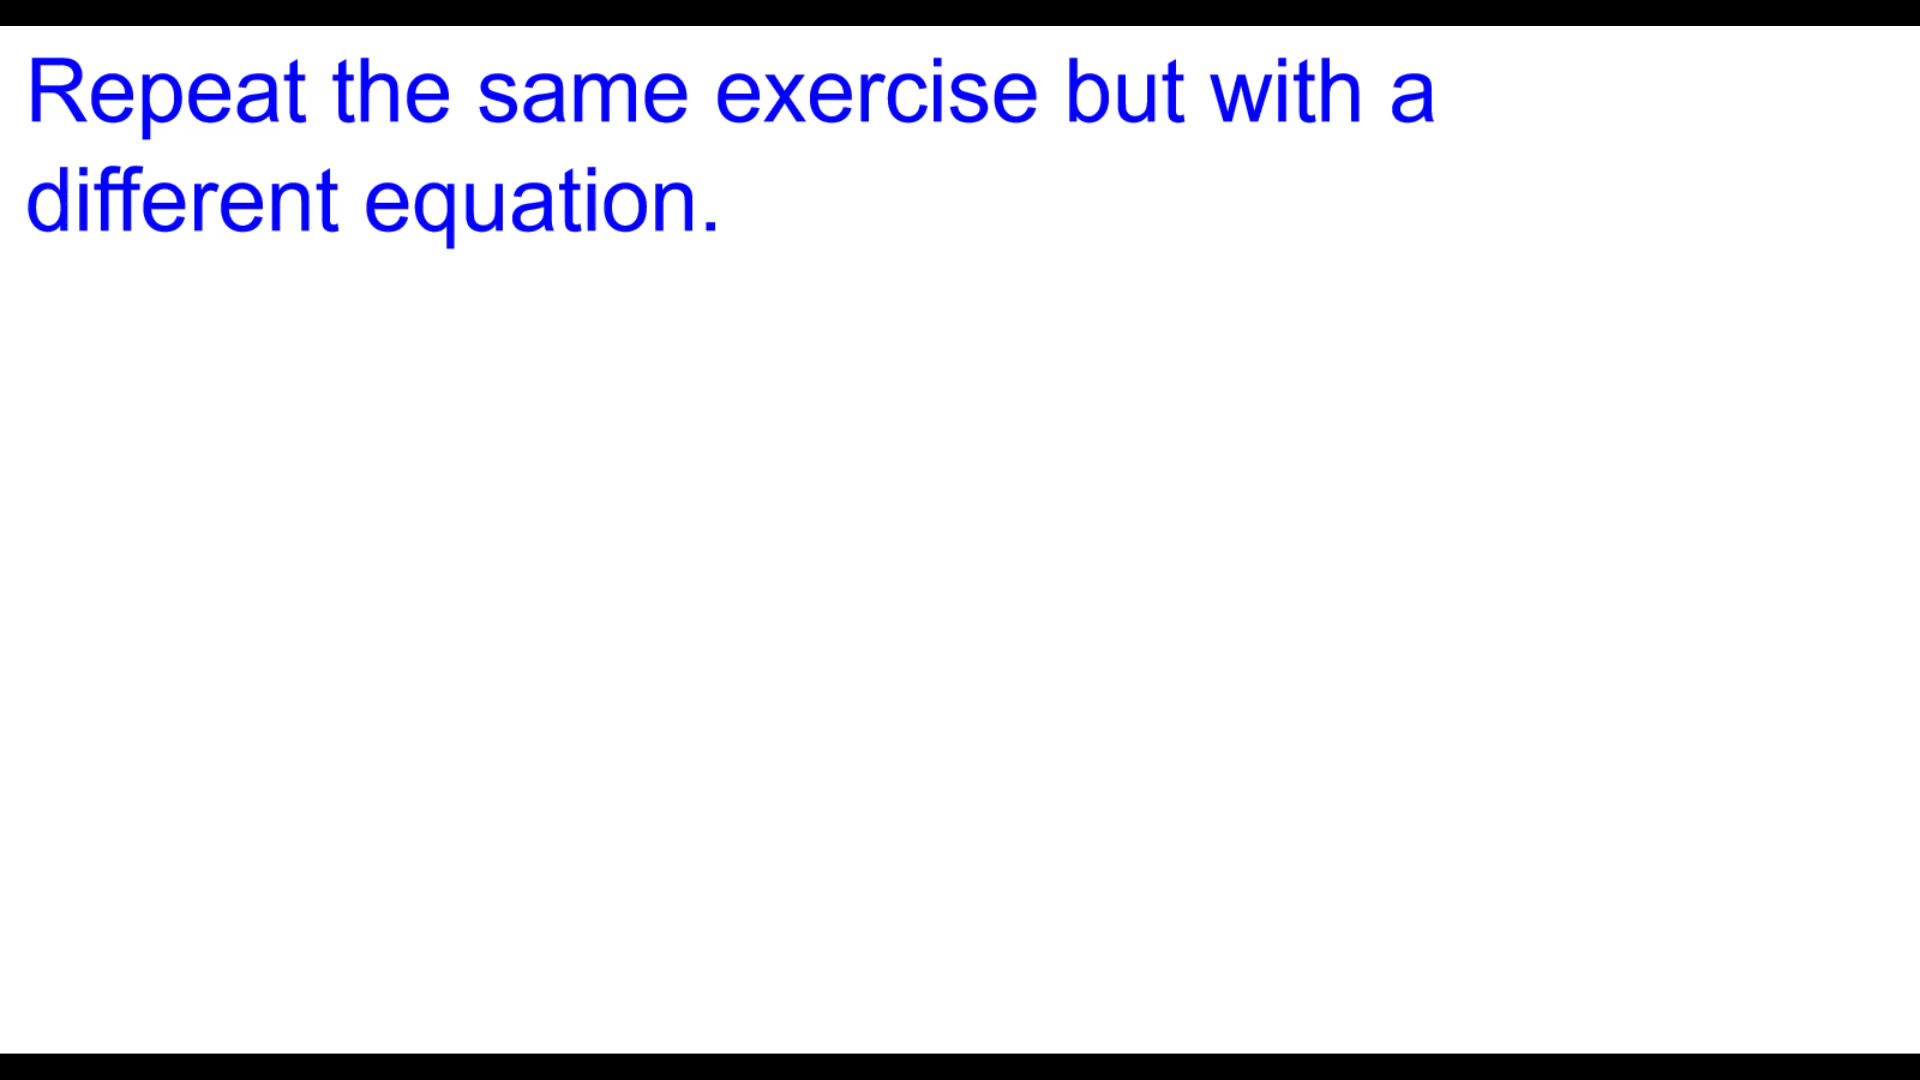 Repeat the same exercise but with a
different equation.